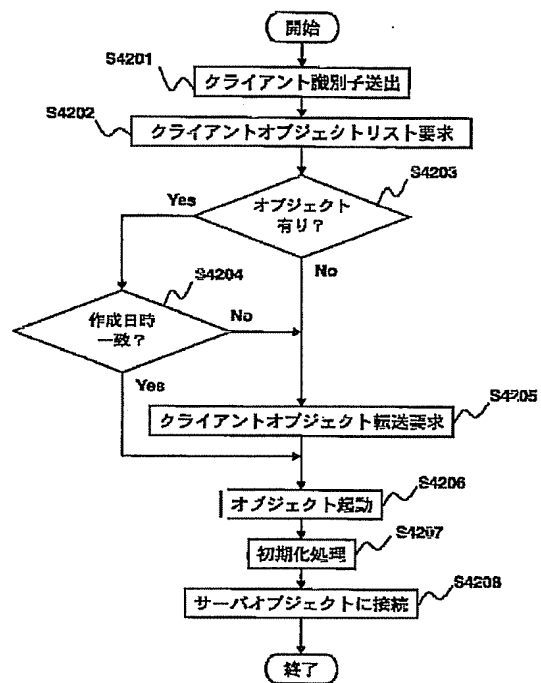 開始
S4201
クライアント識別子送出
S4202
クライアントオブジェクトリスト要求
S4203
オブジェクト
有り?
Yes
No
S4204
作成日時
一致?
No
Yes
S4205
クライアントオブジェクト転送要求
S4206
オブジェクト起動
S4207
初期化処理
S4208
サーバオブジェクトに接続
終了